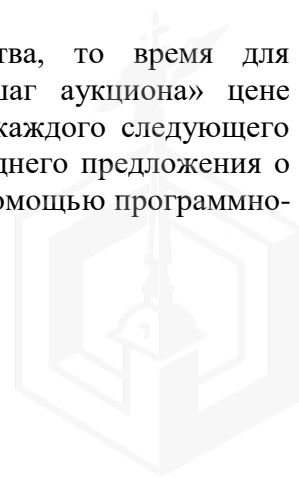 тва, то время для
шаг аукциона» цене
каждого следующего
днего предложения о
омощью программно-